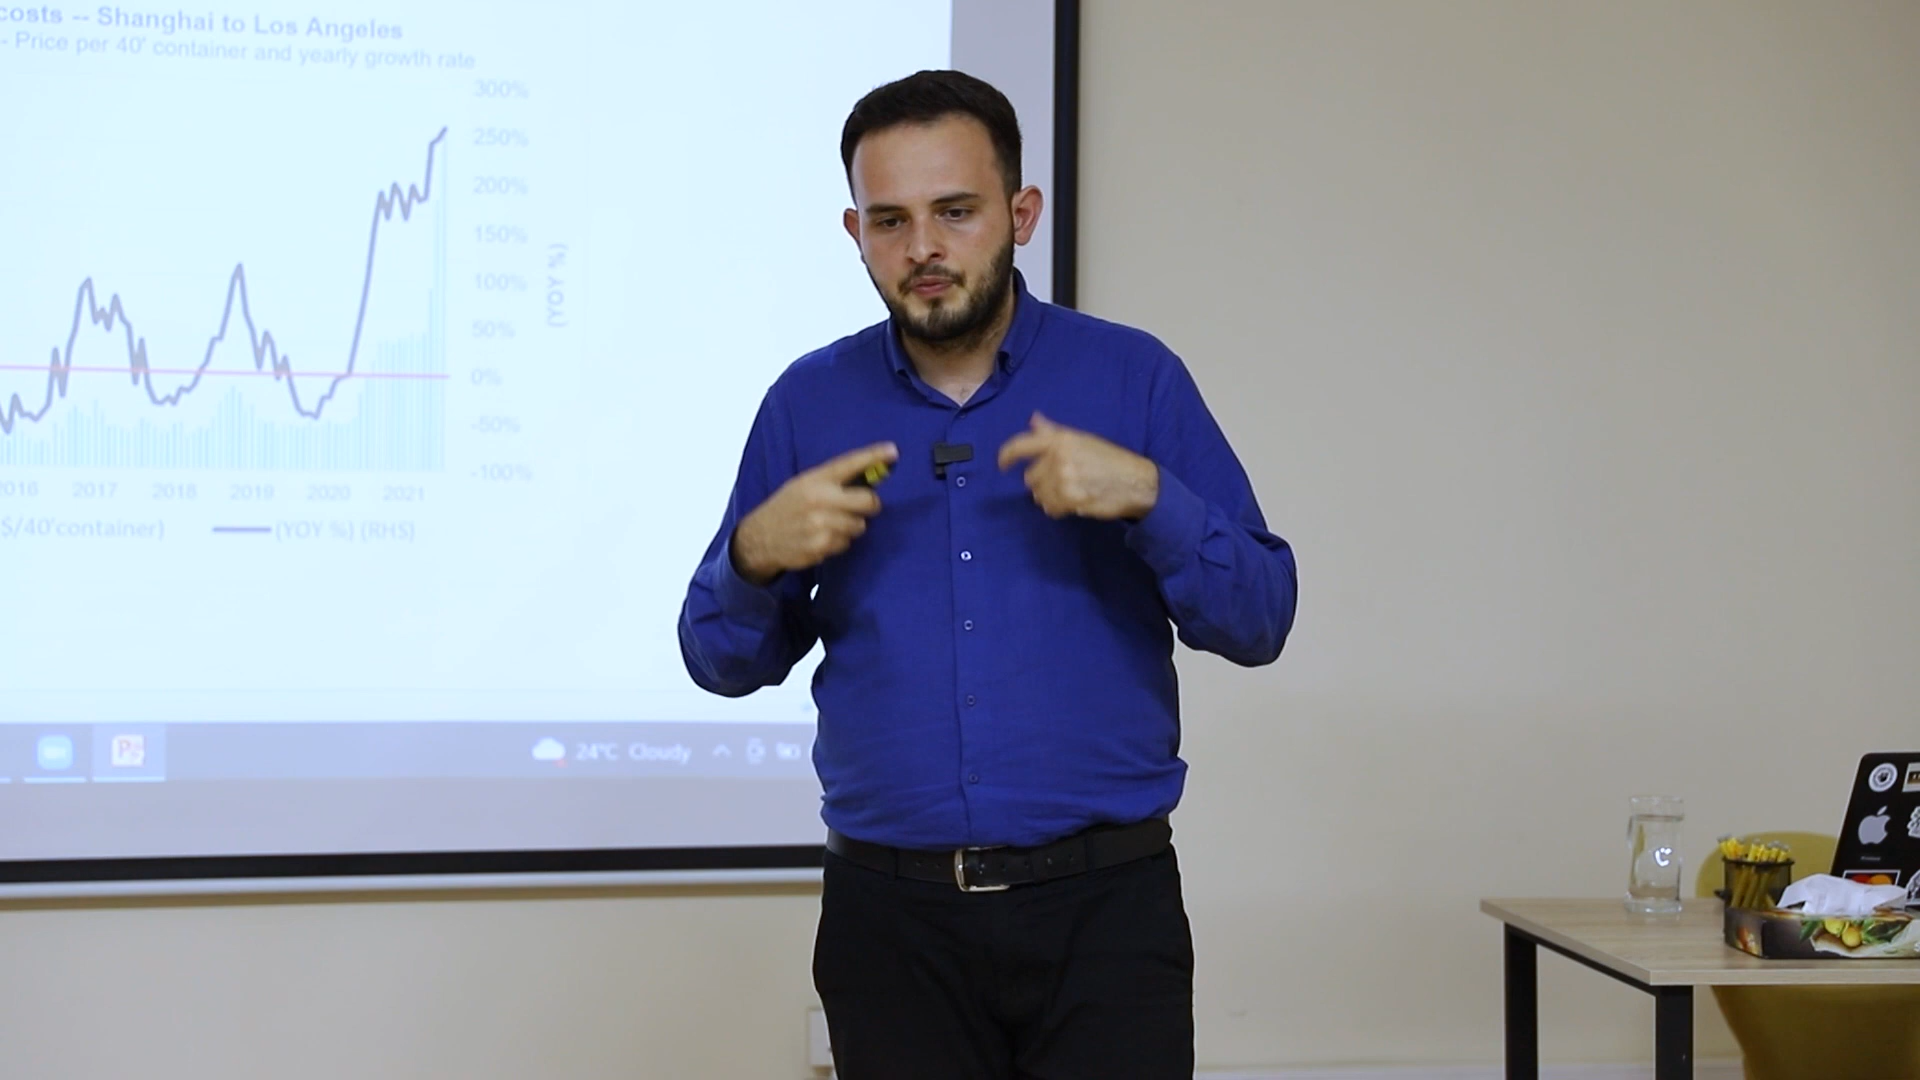 costs -- Shanghai to Los Angeles
- Price per 40' container and yearly growth rate
300%
250%
200%
150%
100%
50%
0%
-50%
-100%
(YOY %)
2016 2017 2018 2019 2020 2021
$/40'container) (YOY %) (RHS)
24°C Cloudy